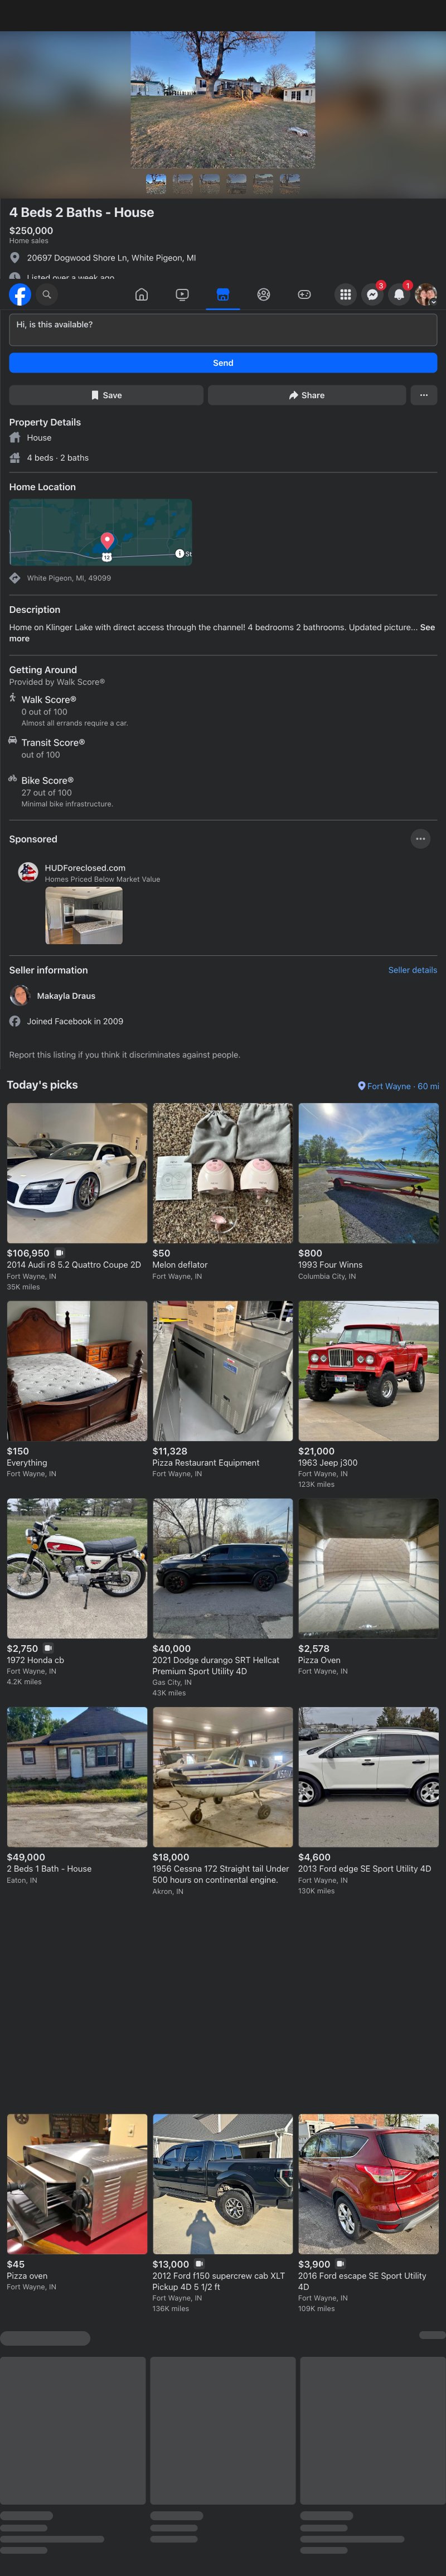 4 Beds 2 Baths - House
$250,000
Home sales
20697 Dogwood Shore Ln, White Pigeon, MI
Listed over a week ago
3
1
Hi, is this available?
Send
Save
Share
Property Details
House
4 beds · 2 baths
Home Location
12
St
White Pigeon, MI, 49099
Description
Home on Klinger Lake with direct access through the channel! 4 bedrooms 2 bathrooms. Updated picture... See
more
Getting Around
Provided by Walk Score®
Walk Score®
0 out of 100
Almost all errands require a car.
Transit Score®
out of 100
Bike Score®
27 out of 100
Minimal bike infrastructure.
Sponsored
HUDForeclosed.com
Homes Priced Below Market Value
Seller information
Seller details
Makayla Draus
Joined Facebook in 2009
Report this listing if you think it discriminates against people.
Today's picks
Fort Wayne · 60 mi
$106,950
2014 Audi r8 5.2 Quattro Coupe 2D
Fort Wayne, IN
35K miles
$50
Melon deflator
Fort Wayne, IN
$800
1993 Four Winns
Columbia City, IN
$150
Everything
Fort Wayne, IN
$11,328
Pizza Restaurant Equipment
Fort Wayne, IN
$21,000
1963 Jeep j300
Fort Wayne, IN
123K miles
$2,750
1972 Honda cb
Fort Wayne, IN
4.2K miles
$40,000
2021 Dodge durango SRT Hellcat
Premium Sport Utility 4D
Gas City, IN
43K miles
$2,578
Pizza Oven
Fort Wayne, IN
$49,000
2 Beds 1 Bath - House
Eaton, IN
$18,000
1956 Cessna 172 Straight tail Under
500 hours on continental engine.
Akron, IN
$4,600
2013 Ford edge SE Sport Utility 4D
Fort Wayne, IN
130K miles
$45
Pizza oven
Fort Wayne, IN
$13,000
2012 Ford f150 supercrew cab XLT
Pickup 4D 5 1/2 ft
Fort Wayne, IN
136K miles
$3,900
2016 Ford escape SE Sport Utility
4D
Fort Wayne, IN
109K miles